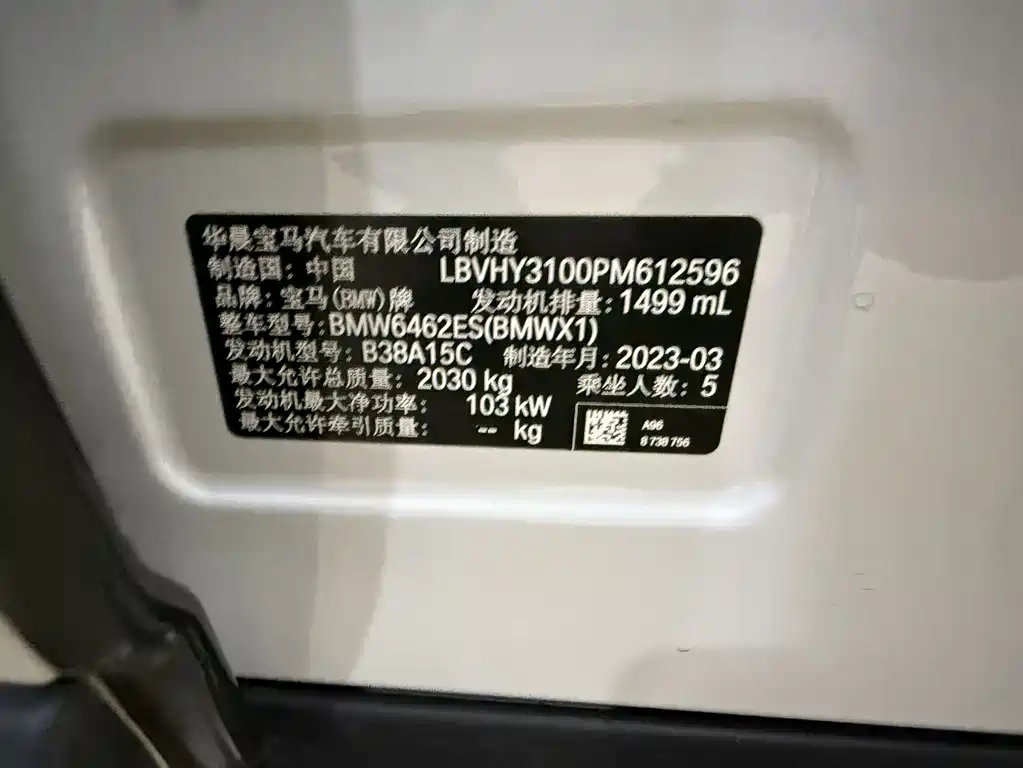 华晨宝马汽车有限公司制造
制造国: 中国 LBVHY3100PM612596
品牌: 宝马(BMW)牌 发动机排量: 1499 mL
整车型号: BMW6462ES(BMWX1)
发动机型号: B38A15C 制造年月: 2023-03
最大允许总质量: 2030 kg 乘坐人数: 5
发动机最大净功率: 103 kW
最大允许牵引质量: -- kg
A96
8 738 756